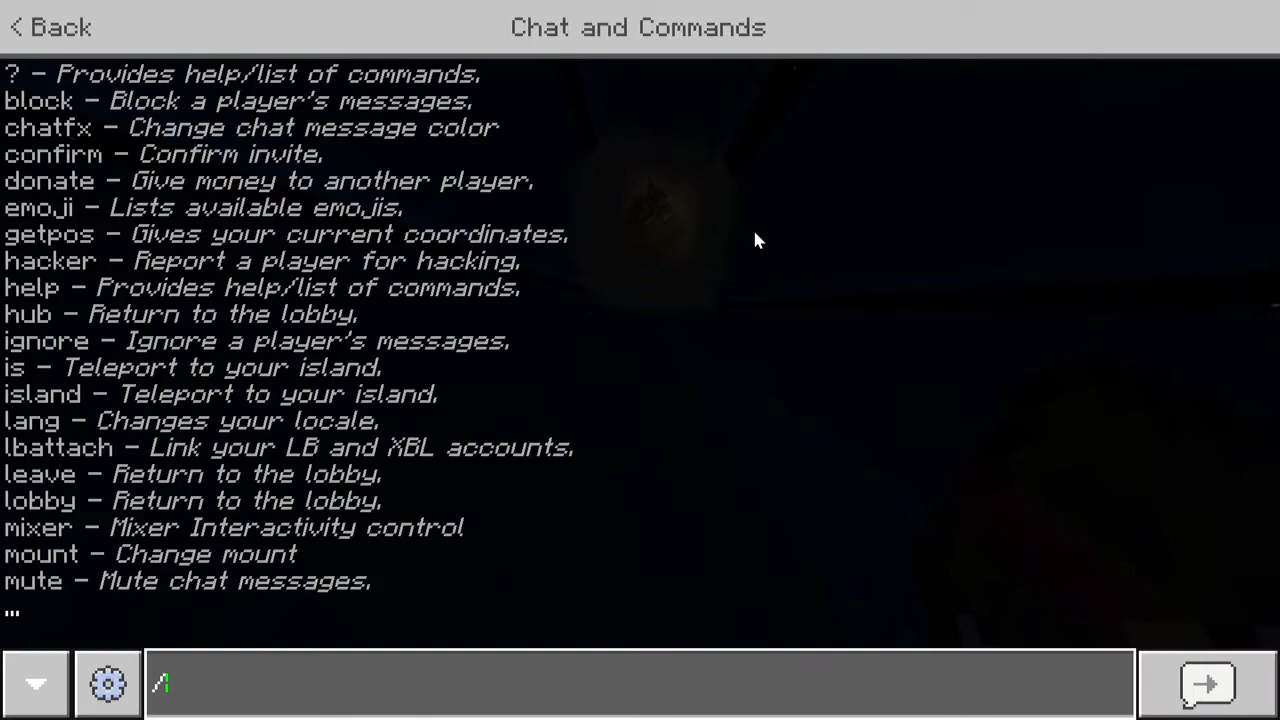 < Back
Chat and Commands
? - Provides help/list of commands.
block - Block a player's messages.
chatfx - Change chat message color
confirm - Confirm invite.
donate - Give money to another player.
emoji - Lists available emojis.
getpos - Gives your current coordinates.
hacker - Report a player for hacking.
help - Provides help/list of commands.
hub - Return to the lobby.
ignore - Ignore a player's messages.
is - Teleport to your island.
island - Teleport to your island.
lang - Changes your locale.
lbattach - Link your LB and XBL accounts.
leave - Return to the lobby.
lobby - Return to the lobby.
mixer - Mixer Interactivity control
mount - Change mount
mute - Mute chat messages.
...
/